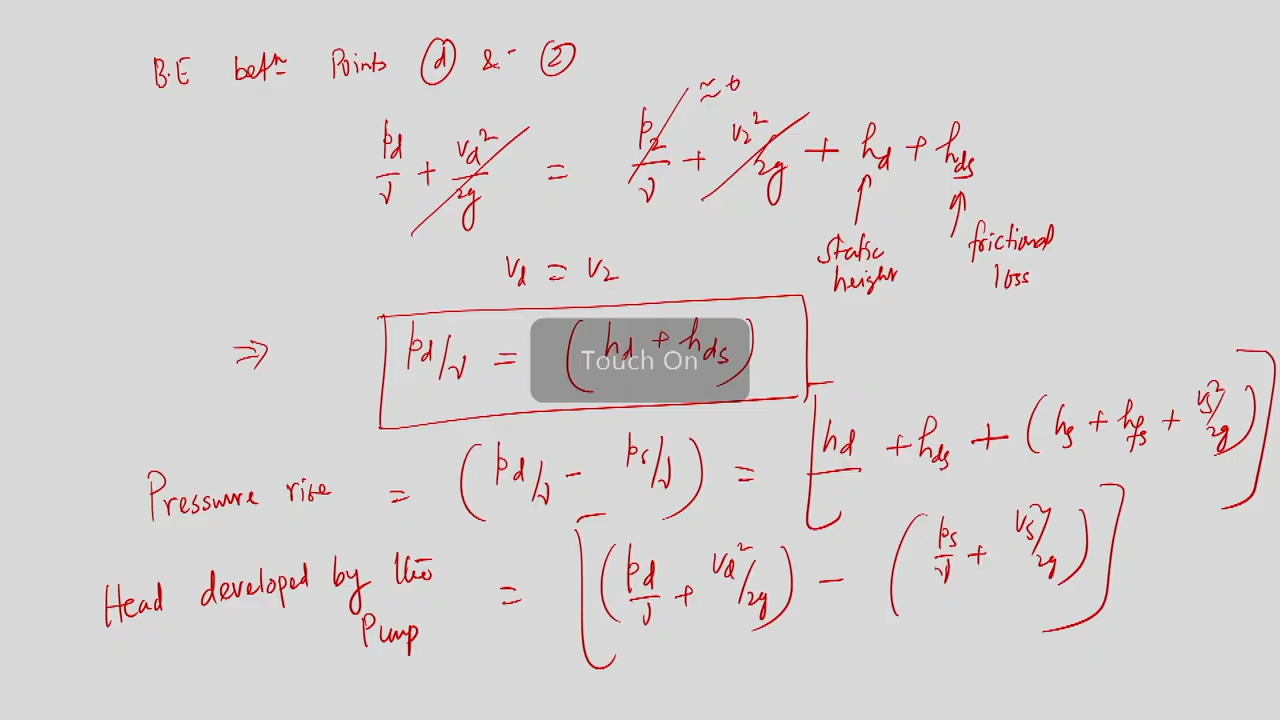 B.E betⁿ Points (d) & (2)
≈ 0
pd/γ + vd²/2g = p2/γ + v2²/2g + hd + hds
static height
frictional loss
vd = v2
⇒ pd/γ = (hd + hds)
Touch On
Pressure rise = (pd/γ - ps/γ) = [hd + hds + (hs + hfs + vs²/2g)]
Head developed by the Pump = [(pd/γ + vd²/2g) - (ps/γ + vs²/2g)]